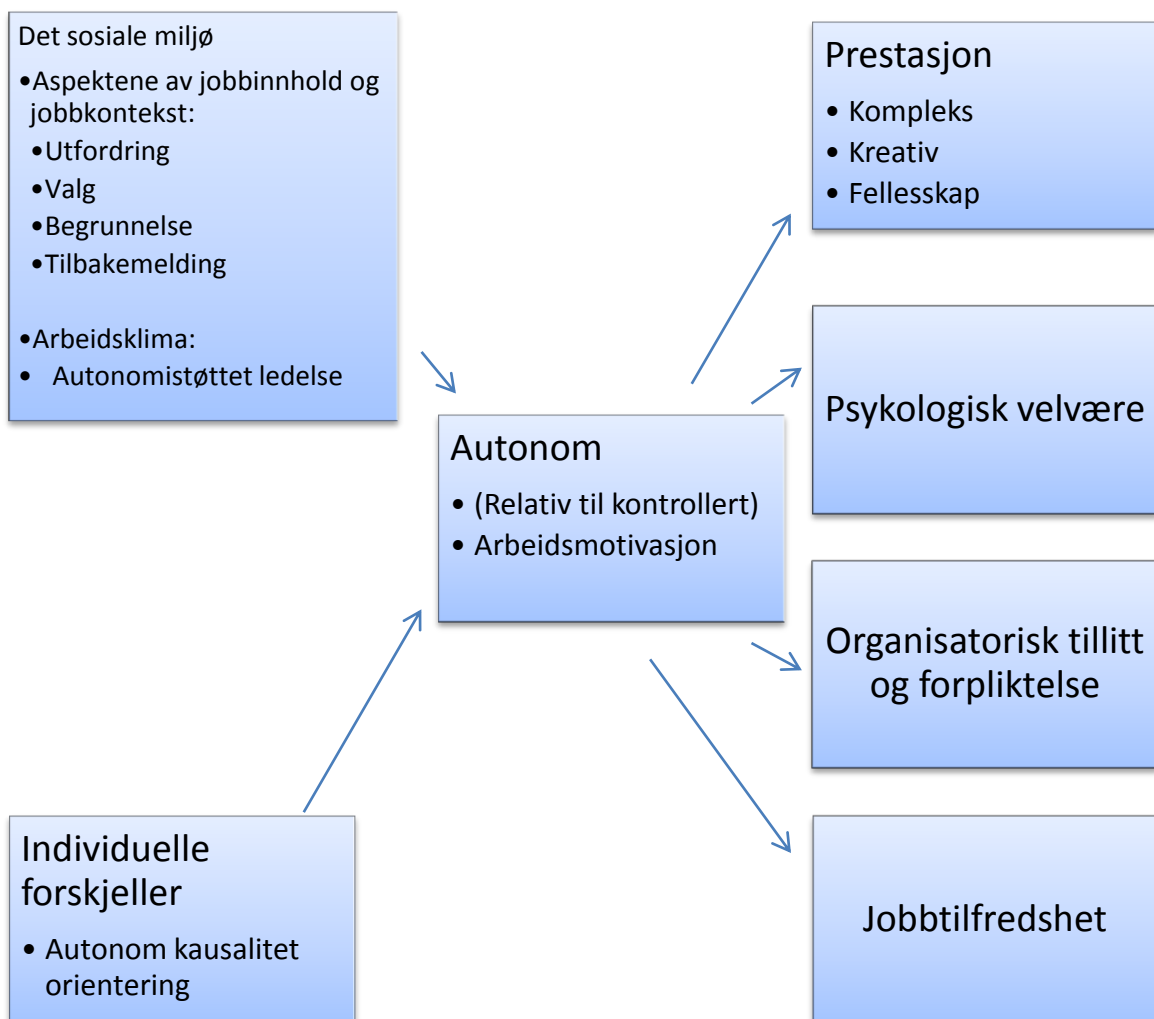 Det sosiale miljø
•Aspektene av jobbinnhold og
jobbkontekst:
•Utfordring
•Valg
•Begrunnelse
•Tilbakemelding
•Arbeidsklima:
• Autonomistøttet ledelse
Individuelle
forskjeller
• Autonom kausalitet
orientering
Autonom
• (Relativ til kontrollert)
• Arbeidsmotivasjon
Prestasjon
• Kompleks
• Kreativ
• Fellesskap
Psykologisk velvære
Organisatorisk tillitt
og forpliktelse
Jobbtilfredshet